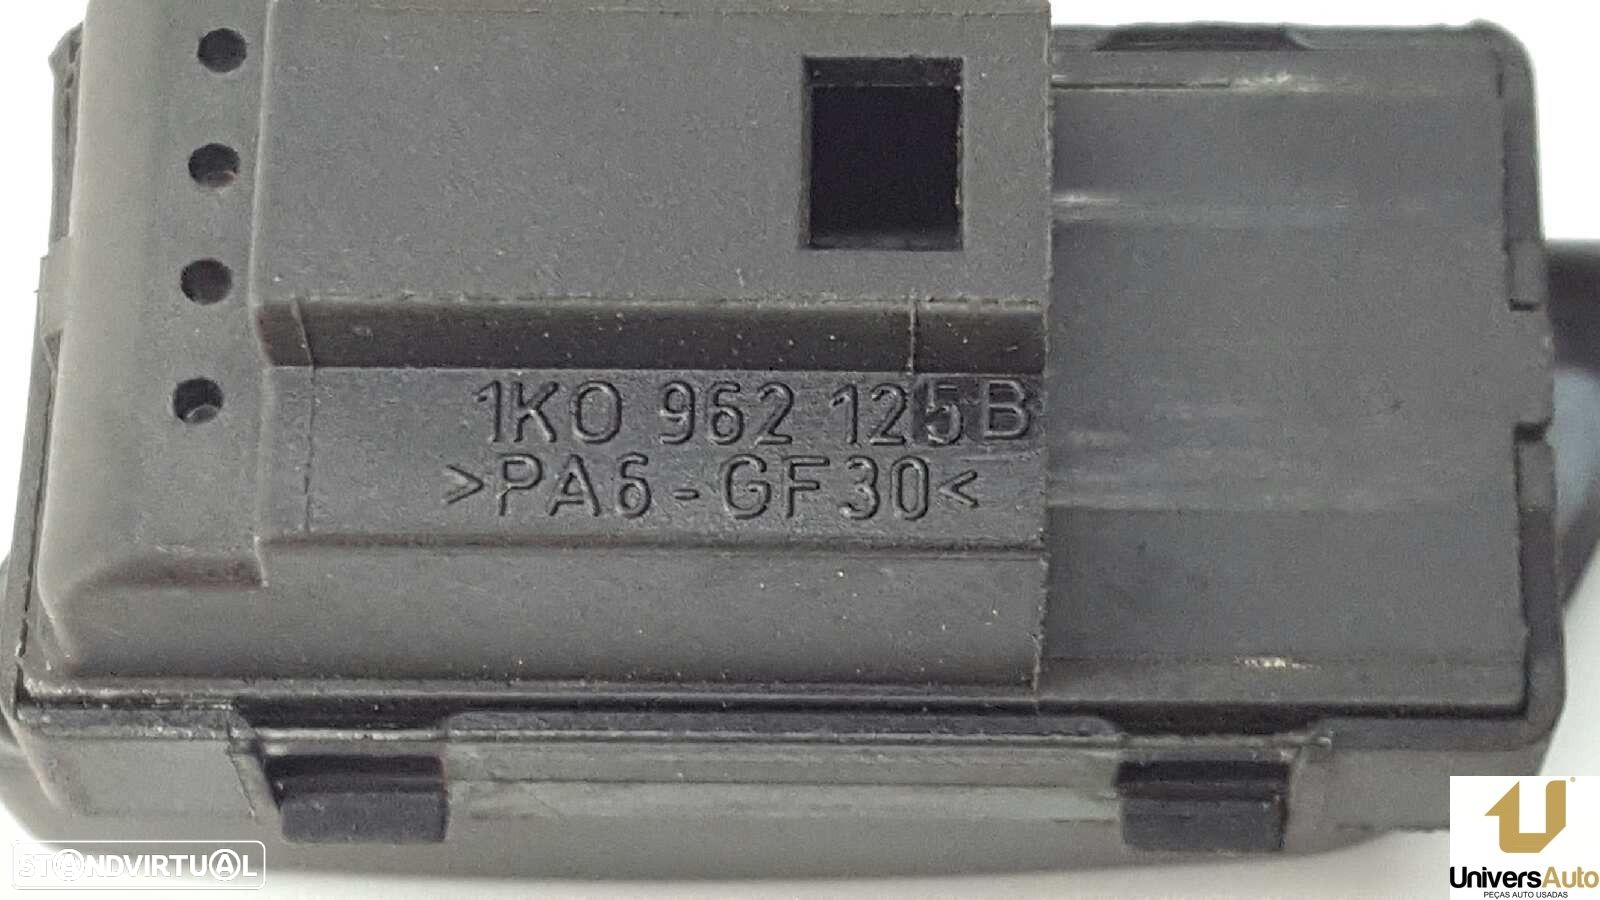 1K0 962 125B
>PA6-GF30<
STANDVIRTUAL
UniversAuto
PEÇAS AUTO USADAS